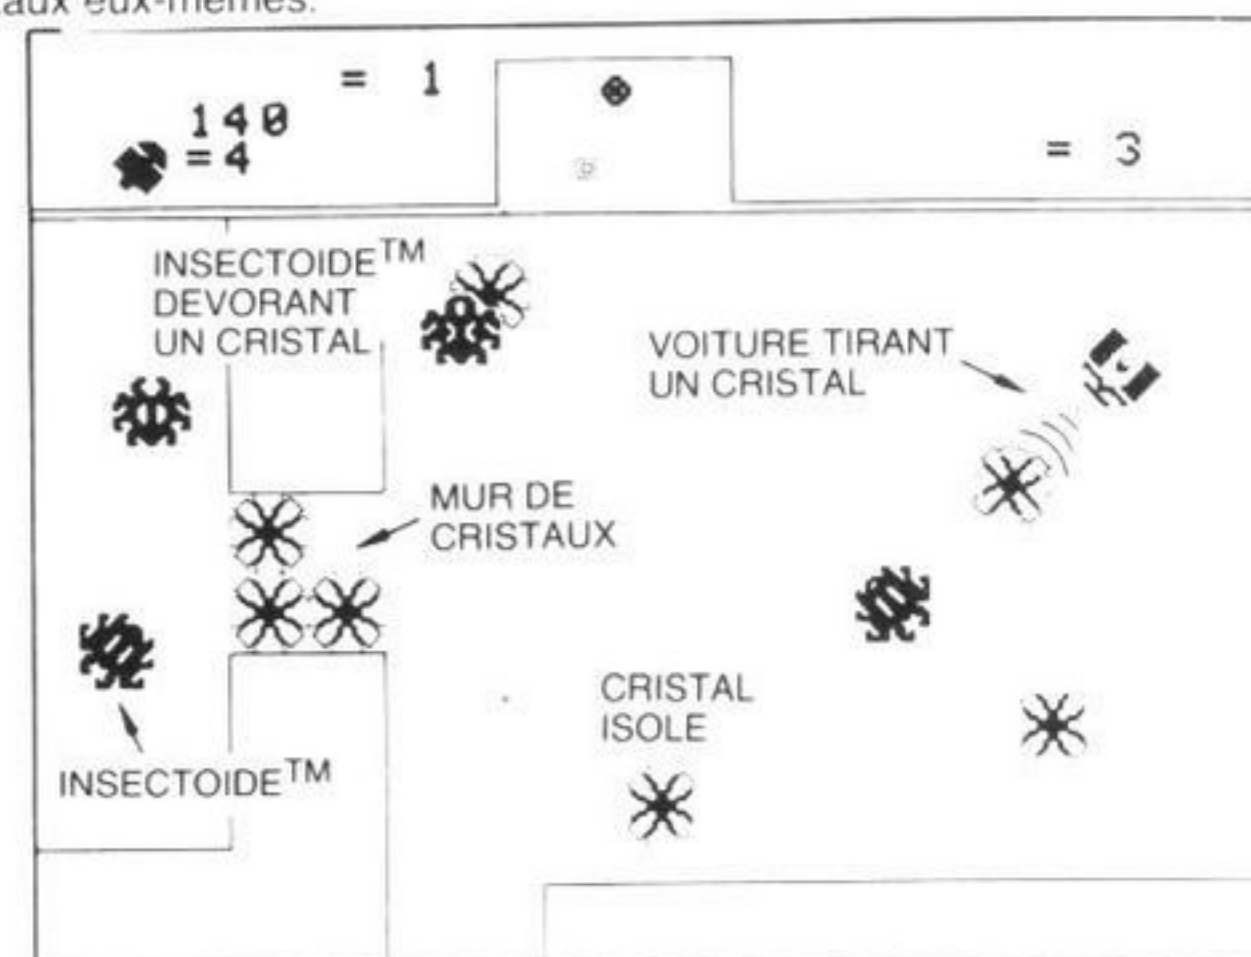 aux eux-mêmes.
= 1
140
=4
= 3
INSECTOIDE™
DEVORANT
UN CRISTAL
VOITURE TIRANT
UN CRISTAL
MUR DE
CRISTAUX
CRISTAL
ISOLE
INSECTOIDE™